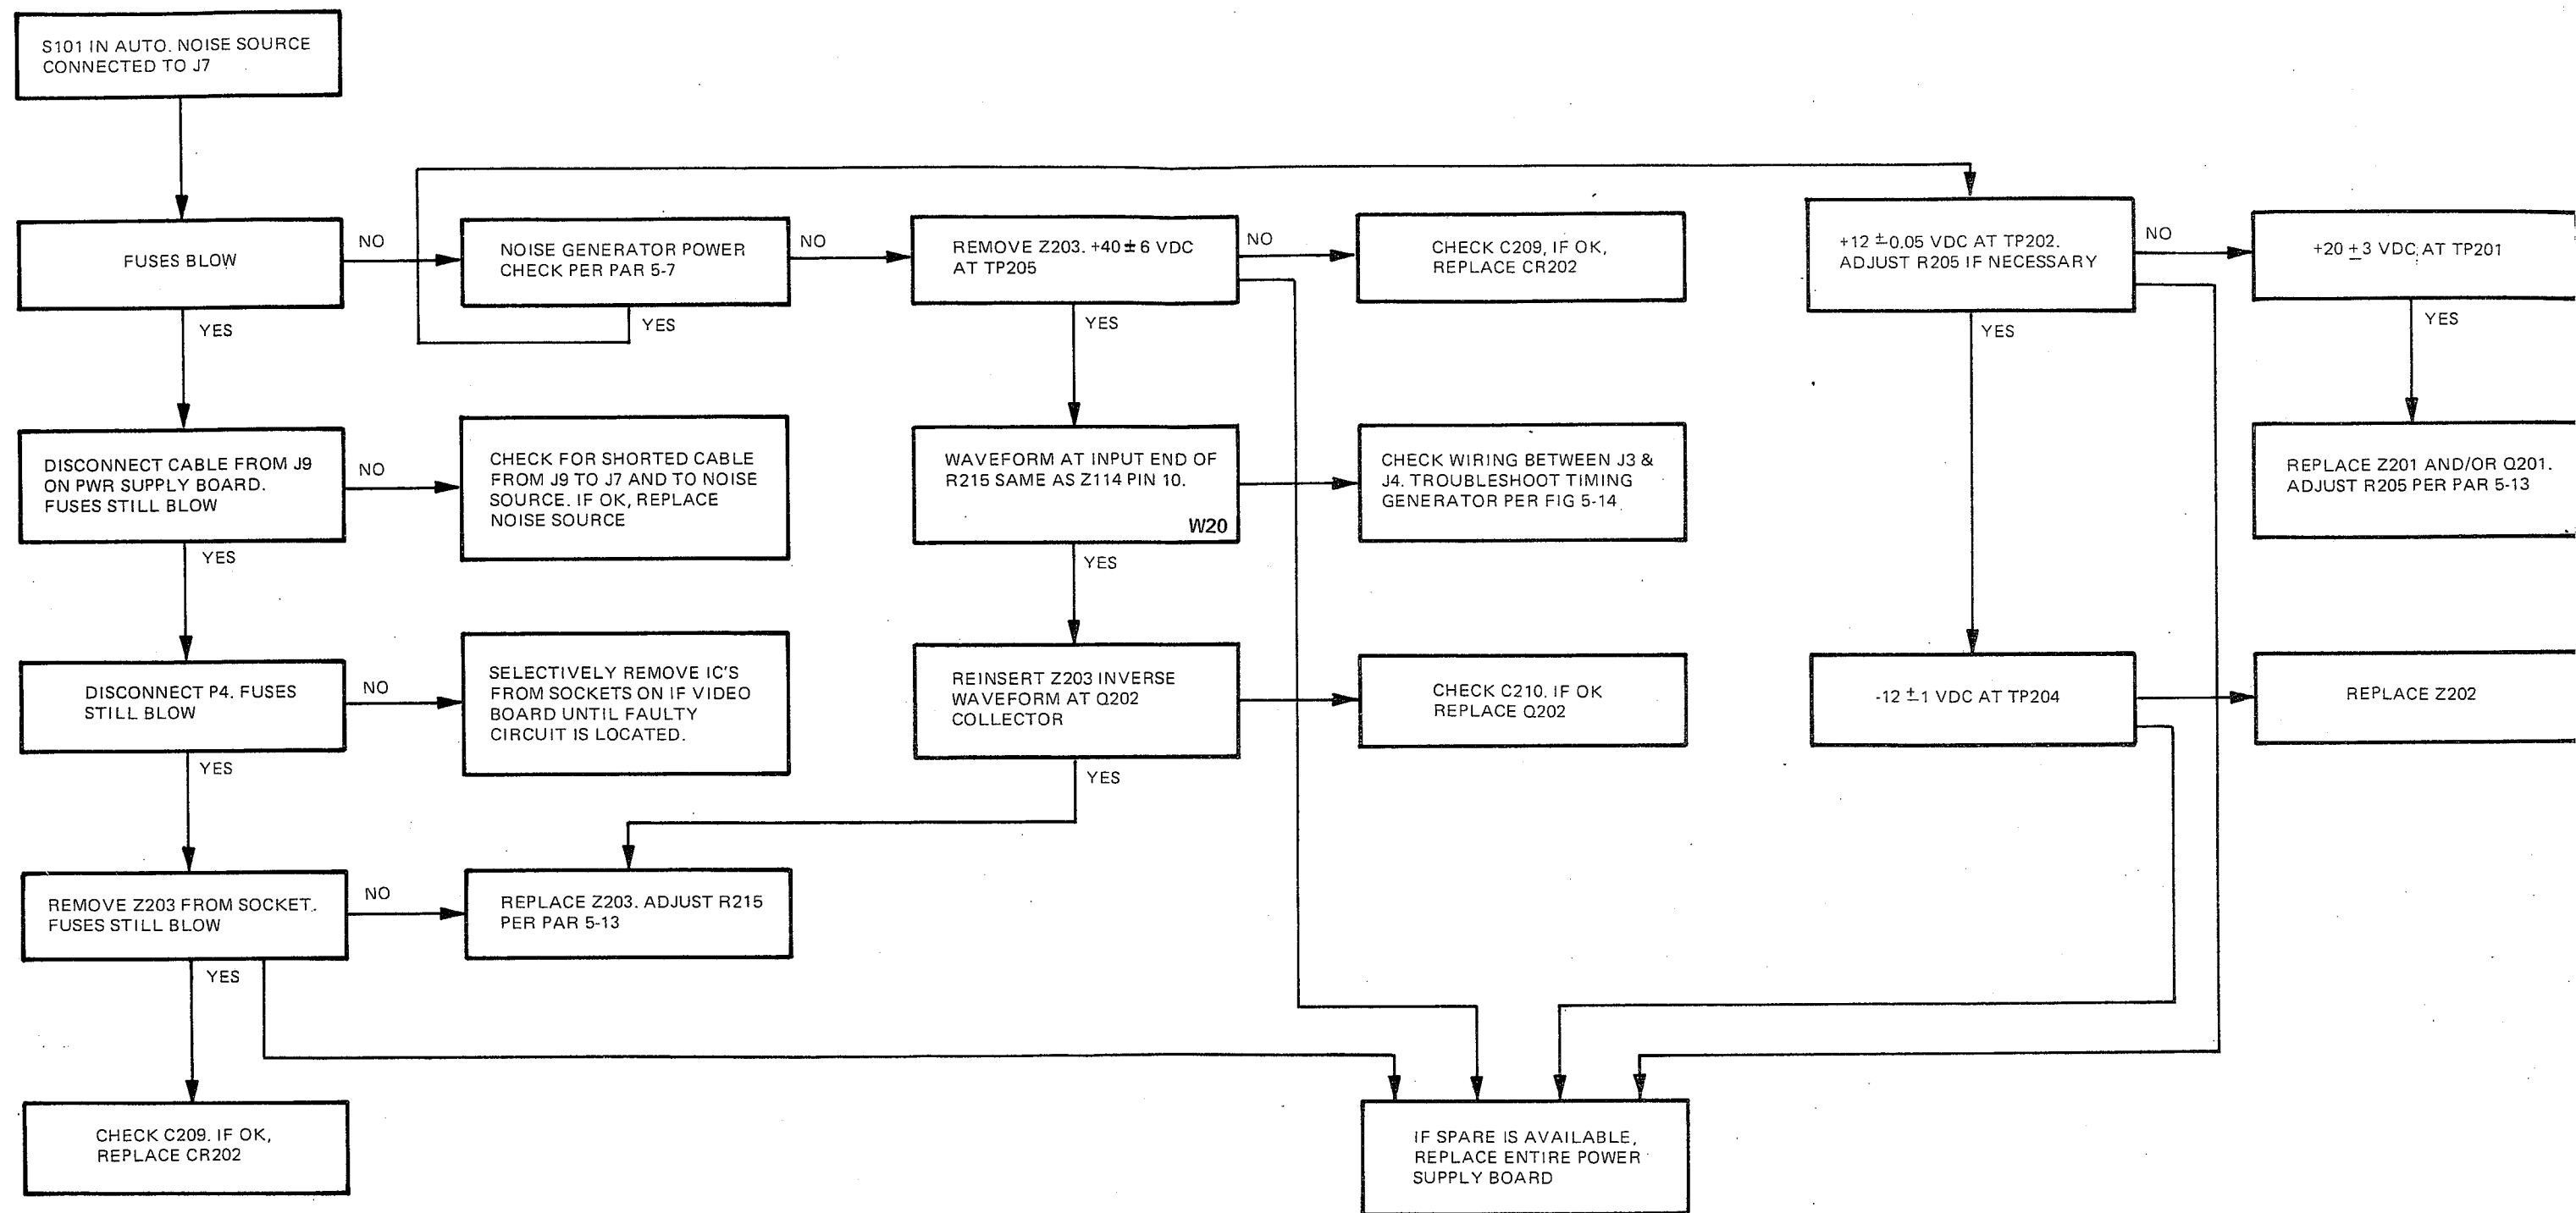 S101 IN AUTO. NOISE SOURCE
CONNECTED TO J7
FUSES BLOW
NO
YES
NOISE GENERATOR POWER
CHECK PER PAR 5-7
NO
YES
REMOVE Z203. +40 ± 6 VDC
AT TP205
NO
YES
CHECK C209, IF OK,
REPLACE CR202
+12 ±0.05 VDC AT TP202.
ADJUST R205 IF NECESSARY
NO
YES
+20 ±3 VDC AT TP201
YES
DISCONNECT CABLE FROM J9
ON PWR SUPPLY BOARD.
FUSES STILL BLOW
NO
YES
CHECK FOR SHORTED CABLE
FROM J9 TO J7 AND TO NOISE
SOURCE. IF OK, REPLACE
NOISE SOURCE
WAVEFORM AT INPUT END OF
R215 SAME AS Z114 PIN 10.
W20
YES
CHECK WIRING BETWEEN J3 &
J4. TROUBLESHOOT TIMING
GENERATOR PER FIG 5-14
REPLACE Z201 AND/OR Q201.
ADJUST R205 PER PAR 5-13
DISCONNECT P4. FUSES
STILL BLOW
NO
YES
SELECTIVELY REMOVE IC'S
FROM SOCKETS ON IF VIDEO
BOARD UNTIL FAULTY
CIRCUIT IS LOCATED.
REINSERT Z203 INVERSE
WAVEFORM AT Q202
COLLECTOR
YES
CHECK C210. IF OK
REPLACE Q202
-12 ±1 VDC AT TP204
REPLACE Z202
REMOVE Z203 FROM SOCKET.
FUSES STILL BLOW
NO
YES
REPLACE Z203. ADJUST R215
PER PAR 5-13
CHECK C209. IF OK,
REPLACE CR202
IF SPARE IS AVAILABLE,
REPLACE ENTIRE POWER
SUPPLY BOARD